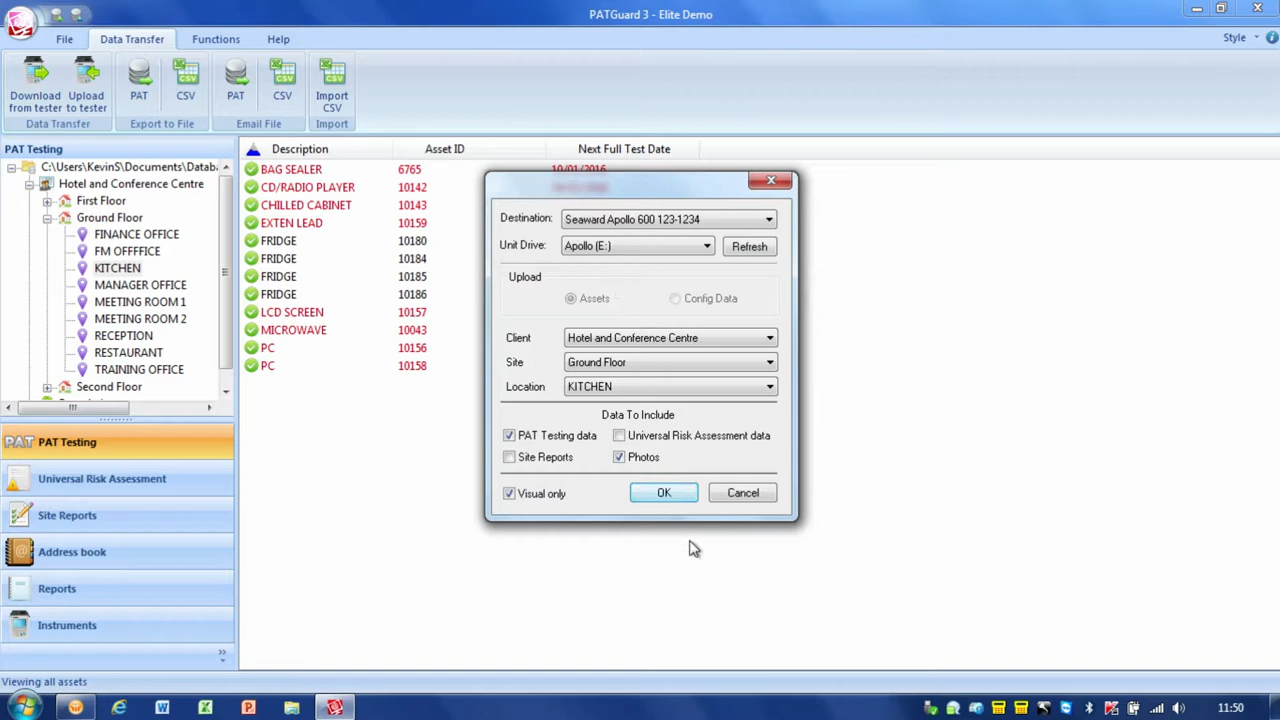 PATGuard 3 - Elite Demo
File Data Transfer Functions Help Style
Download from tester
Upload to tester
PAT
CSV
PAT
CSV
Import CSV
Data Transfer Export to File Email File Import
PAT Testing
C:\Users\KevinS\Documents\Databa
Hotel and Conference Centre
First Floor
Ground Floor
FINANCE OFFICE
FM OFFFFICE
KITCHEN
MANAGER OFFICE
MEETING ROOM 1
MEETING ROOM 2
RECEPTION
RESTAURANT
TRAINING OFFICE
Second Floor
PAT PAT Testing
Universal Risk Assessment
Site Reports
Address book
Reports
Instruments
Viewing all assets
Description Asset ID Next Full Test Date
BAG SEALER 6765 10/01/2016
CD/RADIO PLAYER 10142
CHILLED CABINET 10143
EXTEN LEAD 10159
FRIDGE 10180
FRIDGE 10184
FRIDGE 10185
FRIDGE 10186
LCD SCREEN 10157
MICROWAVE 10043
PC 10156
PC 10158
Destination: Seaward Apollo 600 123-1234
Unit Drive: Apollo (E:) Refresh
Upload
Assets Config Data
Client Hotel and Conference Centre
Site Ground Floor
Location KITCHEN
Data To Include
PAT Testing data Universal Risk Assessment data
Site Reports Photos
Visual only OK Cancel
11:50